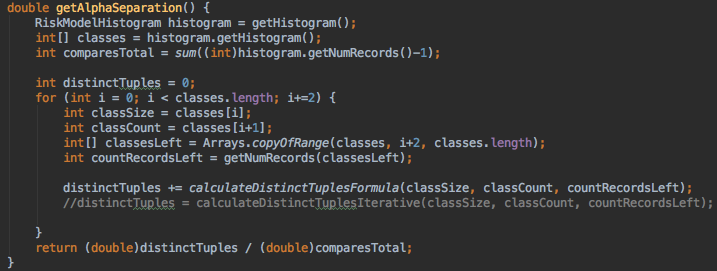 double getAlphaSeparation() {
    RiskModelHistogram histogram = getHistogram();
    int[] classes = histogram.getHistogram();
    int comparesTotal = sum((int)histogram.getNumRecords()-1);

    int distinctTuples = 0;
    for (int i = 0; i < classes.length; i+=2) {
        int classSize = classes[i];
        int classCount = classes[i+1];
        int[] classesLeft = Arrays.copyOfRange(classes, i+2, classes.length);
        int countRecordsLeft = getNumRecords(classesLeft);

        distinctTuples += calculateDistinctTuplesFormula(classSize, classCount, countRecordsLeft);
        //distinctTuples = calculateDistinctTuplesIterative(classSize, classCount, countRecordsLeft);

    }
    return (double)distinctTuples / (double)comparesTotal;
}